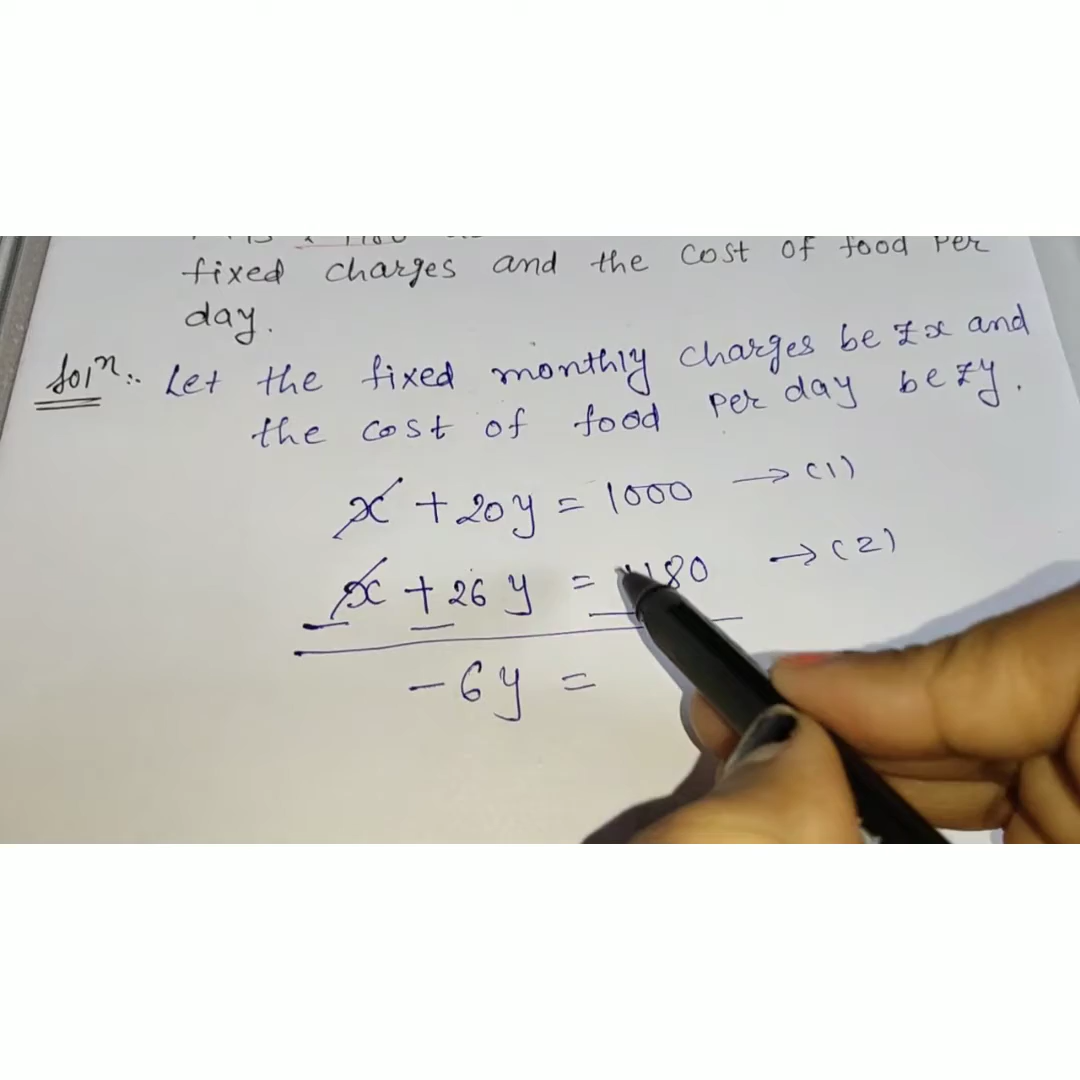 fixed charges and the cost of food per
day.
Solⁿ:. Let the fixed monthly charges be ₹x and
the cost of food per day be ₹y.
x + 20y = 1000 → (1)
x + 26y = 1180 → (2)
- 6y =